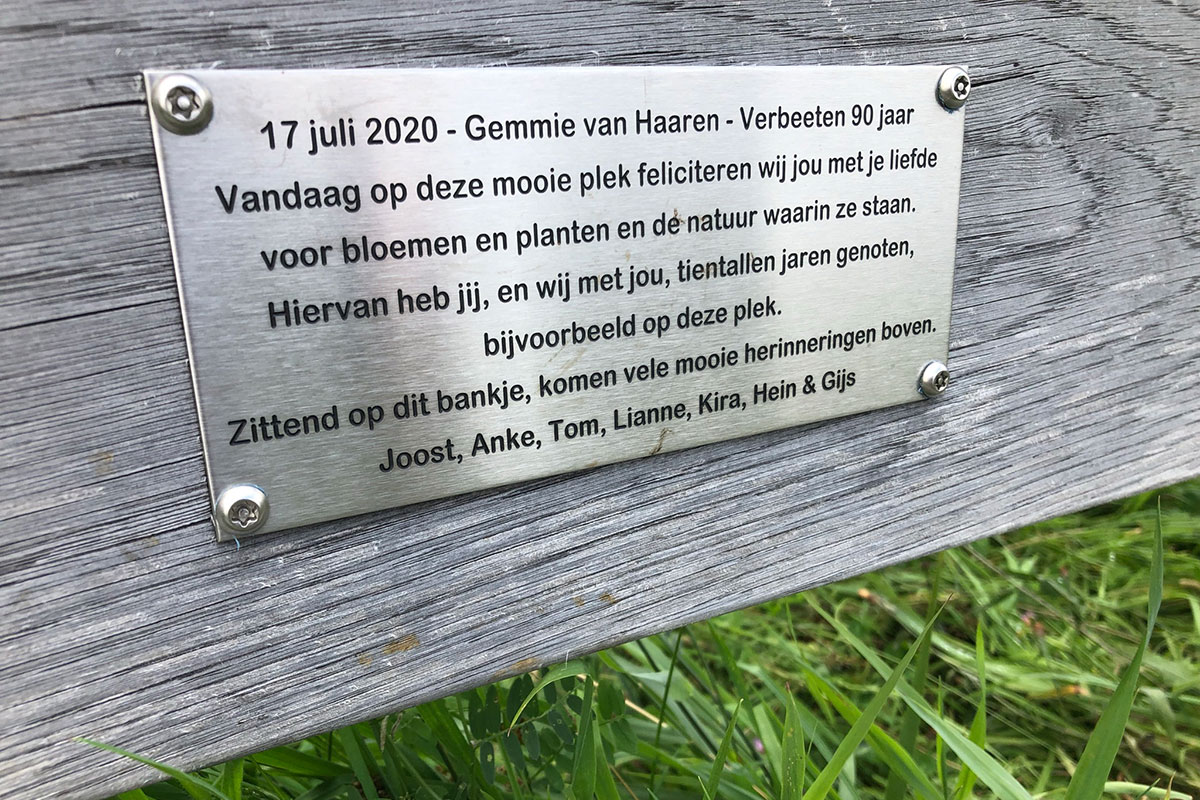 17 juli 2020 - Gemmie van Haaren - Verbeeten 90 jaar
Vandaag op deze mooie plek feliciteren wij jou met je liefde
voor bloemen en planten en de natuur waarin ze staan.
Hiervan heb jij, en wij met jou, tientallen jaren genoten,
bijvoorbeeld op deze plek.
Zittend op dit bankje, komen vele mooie herinneringen boven.
Joost, Anke, Tom, Lianne, Kira, Hein & Gijs